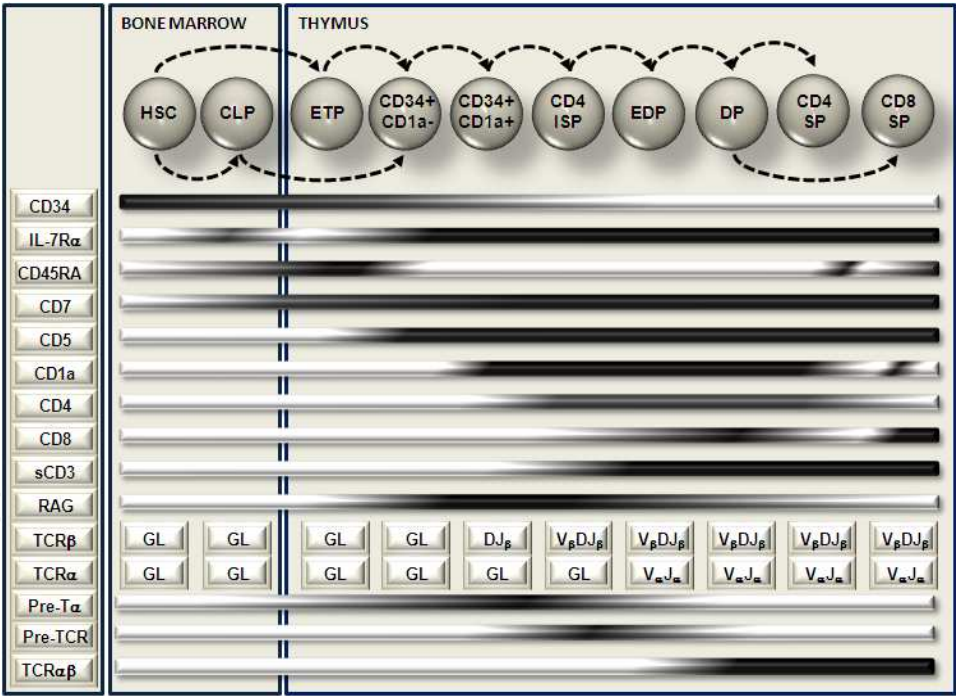 BONE MARROW THYMUS
HSC CLP ETP CD34+ CD1a- CD34+ CD1a+ CD4 ISP EDP DP CD4 SP CD8 SP
CD34
IL-7Rα
CD45RA
CD7
CD5
CD1a
CD4
CD8
sCD3
RAG
TCRβ GL GL GL GL DJβ VβDJβ VβDJβ VβDJβ VβDJβ VβDJβ
TCRα GL GL GL GL GL GL VαJα VαJα VαJα VαJα
Pre-Tα
Pre-TCR
TCRαβ